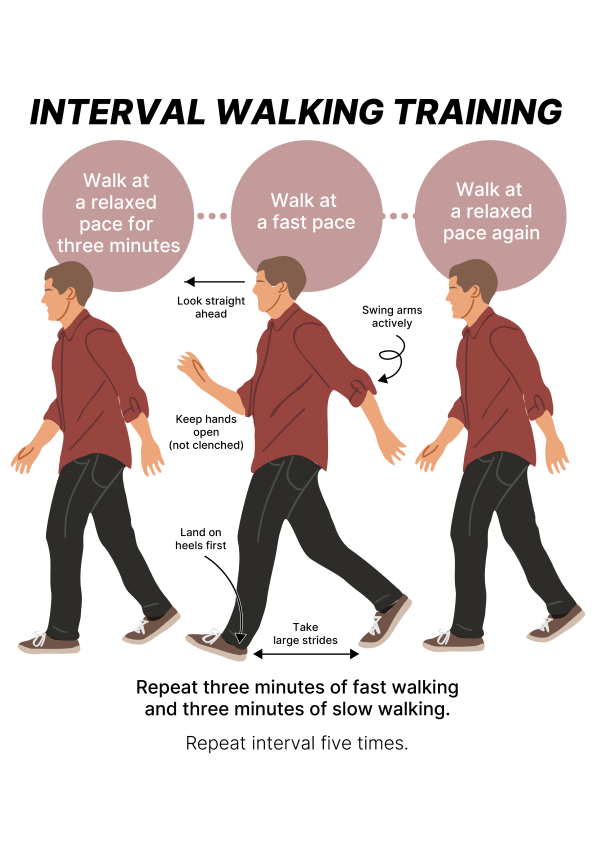 INTERVAL WALKING TRAINING
Walk at
a relaxed
pace for
three minutes
Walk at
a fast pace
Walk at
a relaxed
pace again
Look straight
ahead
Swing arms
actively
Keep hands
open
(not clenched)
Land on
heels first
Take
large strides
Repeat three minutes of fast walking
and three minutes of slow walking.
Repeat interval five times.